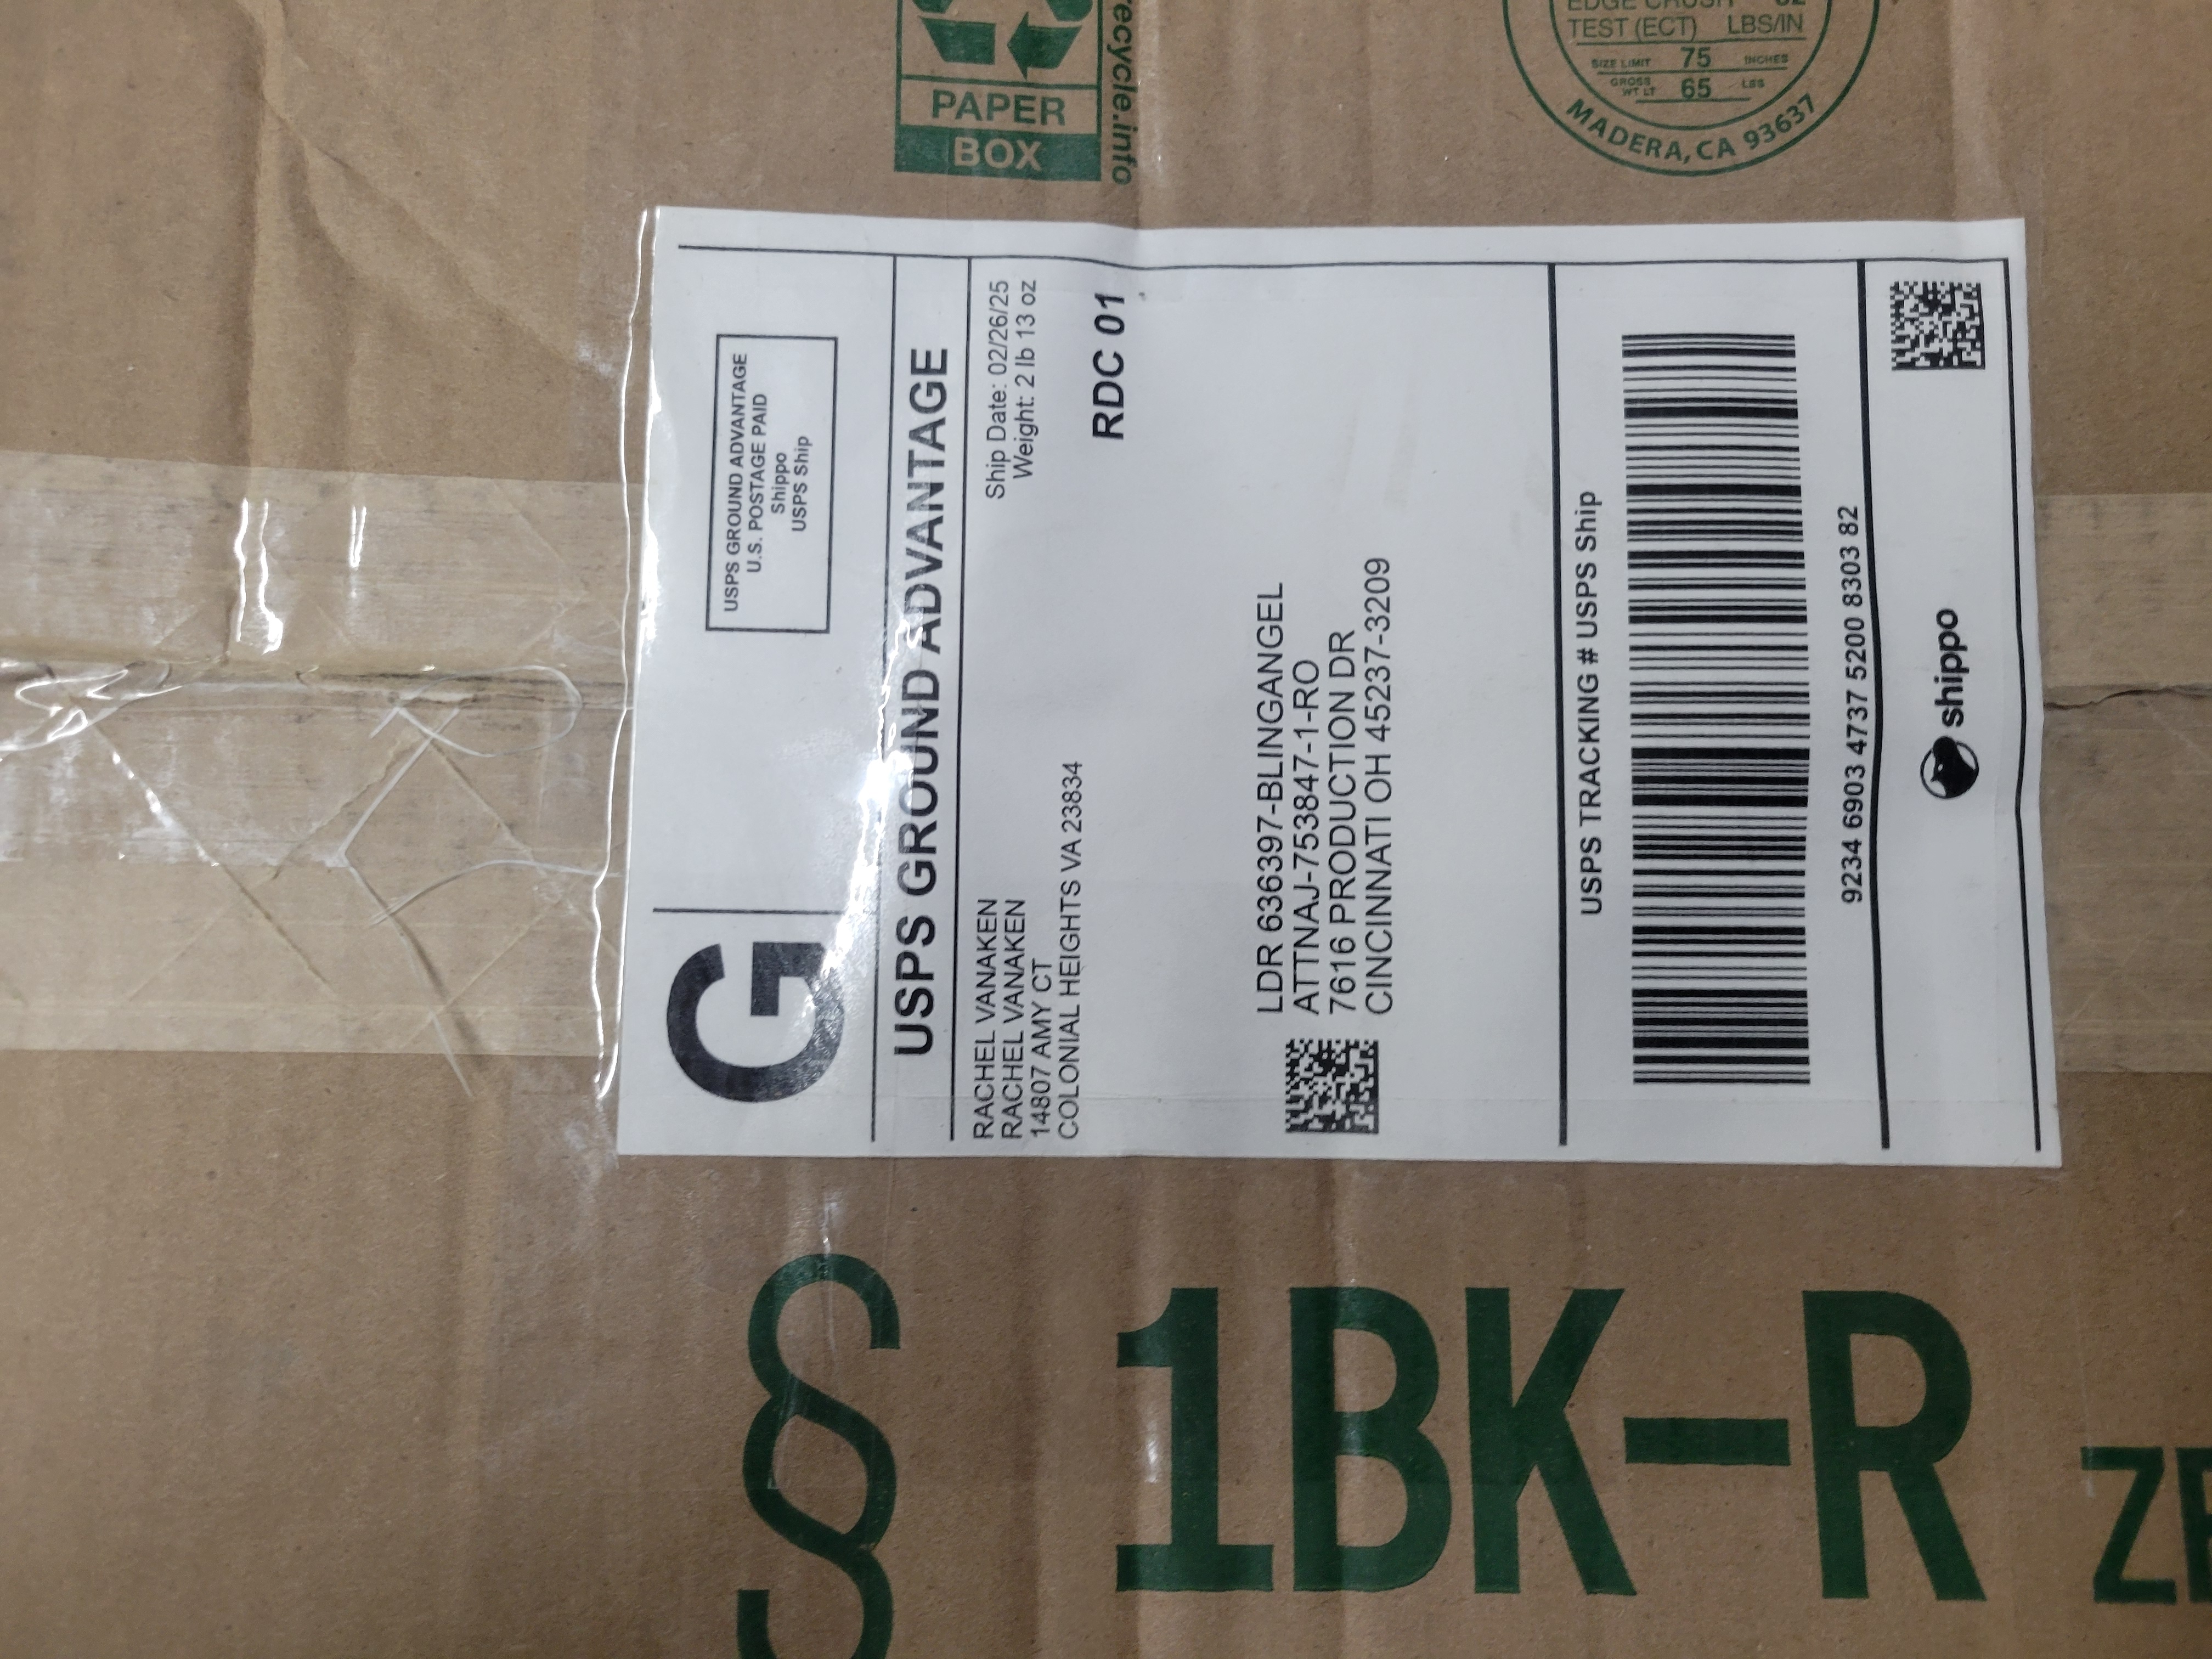 recycle.info
PAPER
BOX
TEST (ECT) LBS/IN
SIZE LIMIT 75 INCHES
GROSS WT LT 65 LBS
MADERA, CA 93637
G
USPS GROUND ADVANTAGE
U.S. POSTAGE PAID
Shippo
USPS Ship
USPS GROUND ADVANTAGE
RACHEL VANAKEN
RACHEL VANAKEN
14807 AMY CT
COLONIAL HEIGHTS VA 23834
Ship Date: 02/26/25
Weight: 2 lb 13 oz
RDC 01
LDR 636397-BLINGANGEL
ATTNAJ-753847-1-RO
7616 PRODUCTION DR
CINCINNATI OH 45237-3209
USPS TRACKING # USPS Ship
9234 6903 4737 5200 8303 82
shippo
§ 1BK-R